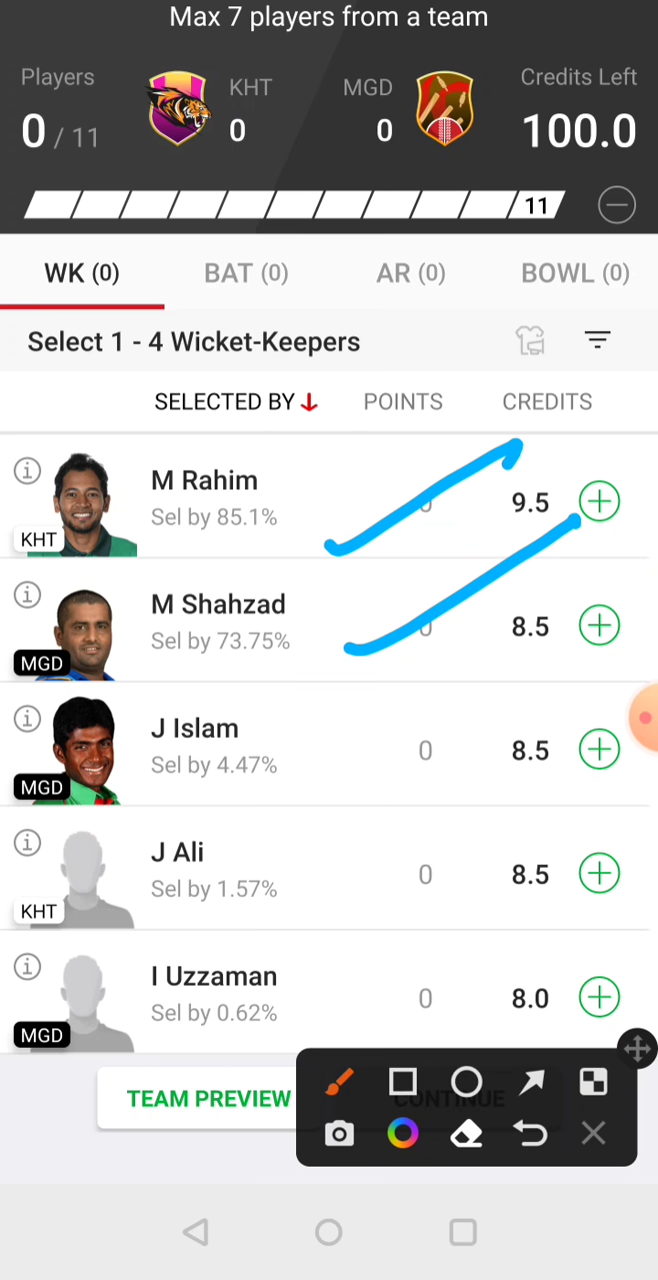 Max 7 players from a team
Players KHT MGD Credits Left
0 / 11 0 0 100.0
11
WK (0) BAT (0) AR (0) BOWL (0)
Select 1 - 4 Wicket-Keepers
SELECTED BY POINTS CREDITS
M Rahim
Sel by 85.1% 0 9.5
KHT
M Shahzad
Sel by 73.75% 0 8.5
MGD
J Islam
Sel by 4.47% 0 8.5
MGD
J Ali
Sel by 1.57% 0 8.5
KHT
I Uzzaman
Sel by 0.62% 0 8.0
MGD
TEAM PREVIEW CONTINUE